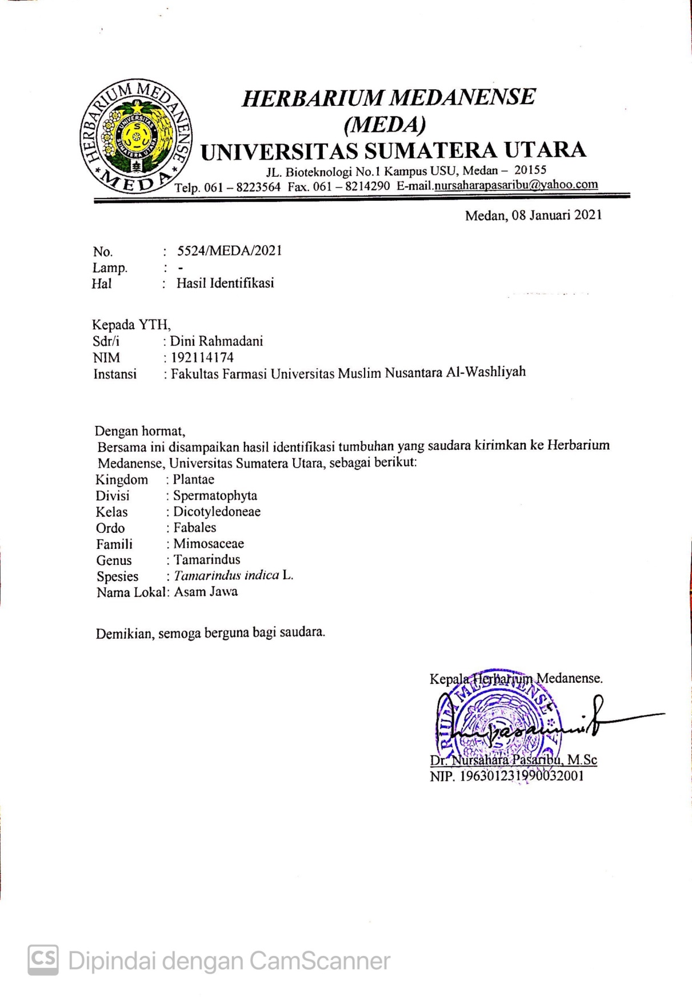 HERBARIUM MEDANENSE
MEDA
UNIVERSITAS
SUMATERA UTARA
HERBARIUM MEDANENSE
(MEDA)
UNIVERSITAS SUMATERA UTARA
JL. Bioteknologi No.1 Kampus USU, Medan – 20155
Telp. 061 – 8223564 Fax. 061 – 8214290 E-mail.nursaharapasaribu@yahoo.com
Medan, 08 Januari 2021
No. : 5524/MEDA/2021
Lamp. : -
Hal : Hasil Identifikasi
Kepada YTH,
Sdr/i : Dini Rahmadani
NIM : 192114174
Instansi : Fakultas Farmasi Universitas Muslim Nusantara Al-Washliyah
Dengan hormat,
Bersama ini disampaikan hasil identifikasi tumbuhan yang saudara kirimkan ke Herbarium
Medanense, Universitas Sumatera Utara, sebagai berikut:
Kingdom : Plantae
Divisi : Spermatophyta
Kelas : Dicotyledoneae
Ordo : Fabales
Famili : Mimosaceae
Genus : Tamarindus
Spesies : Tamarindus indica L.
Nama Lokal: Asam Jawa
Demikian, semoga berguna bagi saudara.
Kepala Herbarium Medanense.
Dr. Nursahara Pasaribu, M.Sc
NIP. 196301231990032001
CS Dipindai dengan CamScanner